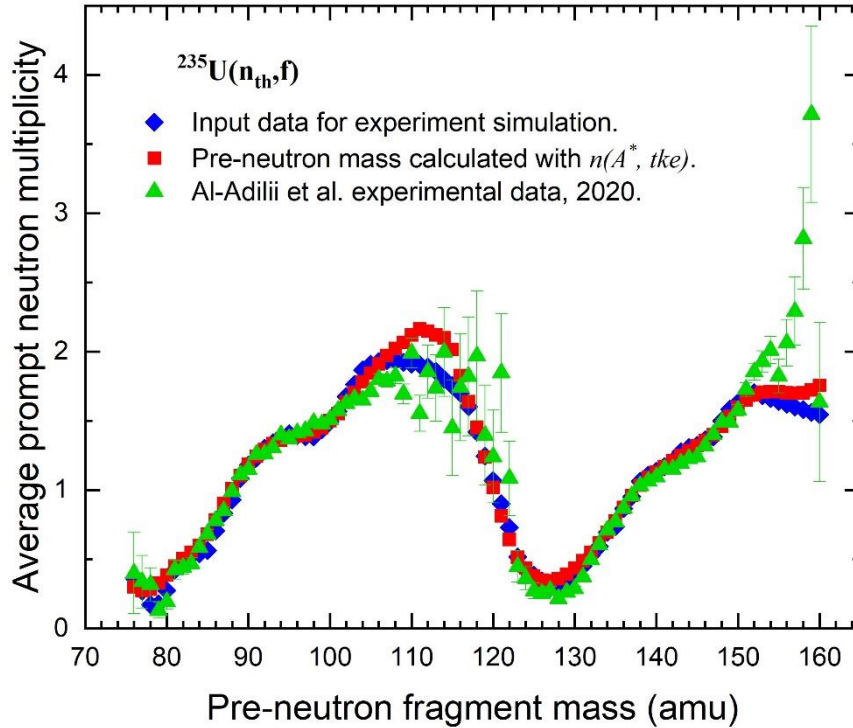 ²³⁵U(nₜₕ,f)
Input data for experiment simulation.
Pre-neutron mass calculated with n(A*, tke).
Al-Adilii et al. experimental data, 2020.
Average prompt neutron multiplicity
4
3
2
1
0
70 80 90 100 110 120 130 140 150 160
Pre-neutron fragment mass (amu)